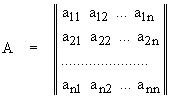 a11 a12 ... a1n
A = a21 a22 ... a2n
........................
an1 an2 ... ann